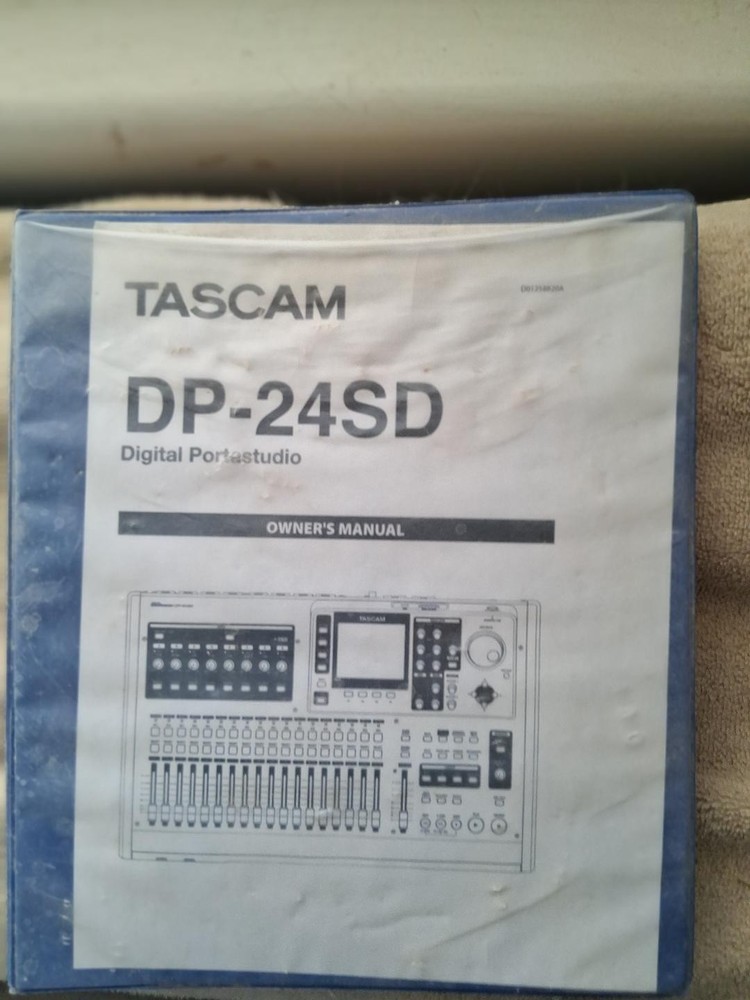 TASCAM
DP-24SD
Digital Portastudio
OWNER'S MANUAL
TASCAM